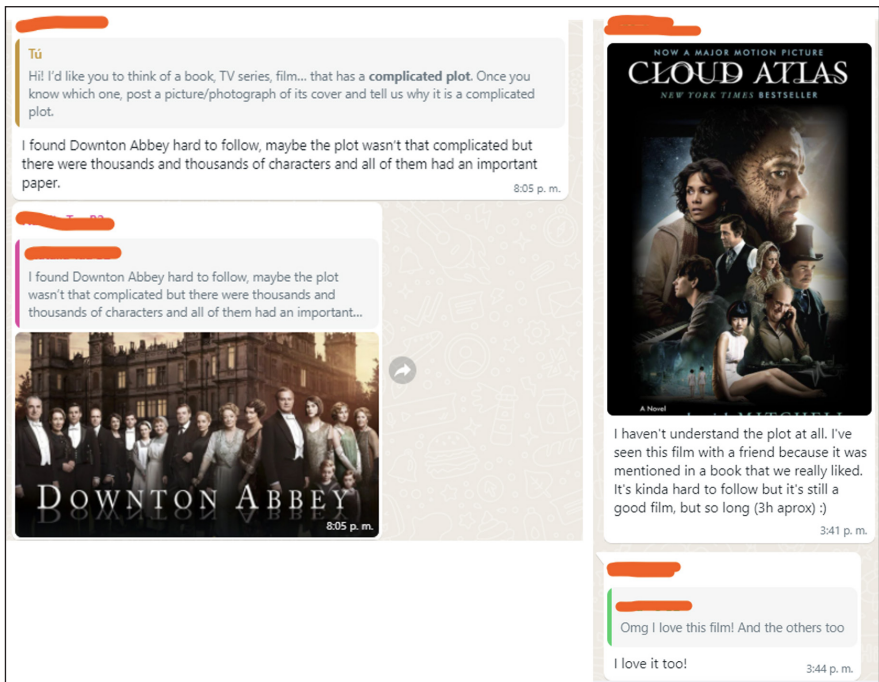 Tú
Hi! I'd like you to think of a book, TV series, film... that has a complicated plot. Once you
know which one, post a picture/photograph of its cover and tell us why it is a complicated
plot.
I found Downton Abbey hard to follow, maybe the plot wasn't that complicated but
there were thousands and thousands of characters and all of them had an important
paper.
8:05 p. m.
I found Downton Abbey hard to follow, maybe the plot
wasn't that complicated but there were thousands and
thousands of characters and all of them had an important...
DOWNTON ABBEY
8:05 p. m.
NOW A MAJOR MOTION PICTURE
CLOUD ATLAS
NEW YORK TIMES BESTSELLER
A Novel
MITCHELL
I haven't understand the plot at all. I've
seen this film with a friend because it was
mentioned in a book that we really liked.
It's kinda hard to follow but it's still a
good film, but so long (3h aprox) :)
3:41 p. m.
Omg I love this film! And the others too
I love it too!
3:44 p. m.